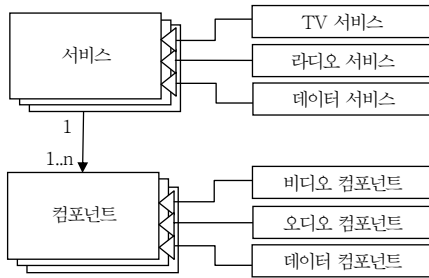 서비스
TV 서비스
라디오 서비스
데이터 서비스
1
1..n
컴포넌트
비디오 컴포넌트
오디오 컴포넌트
데이터 컴포넌트